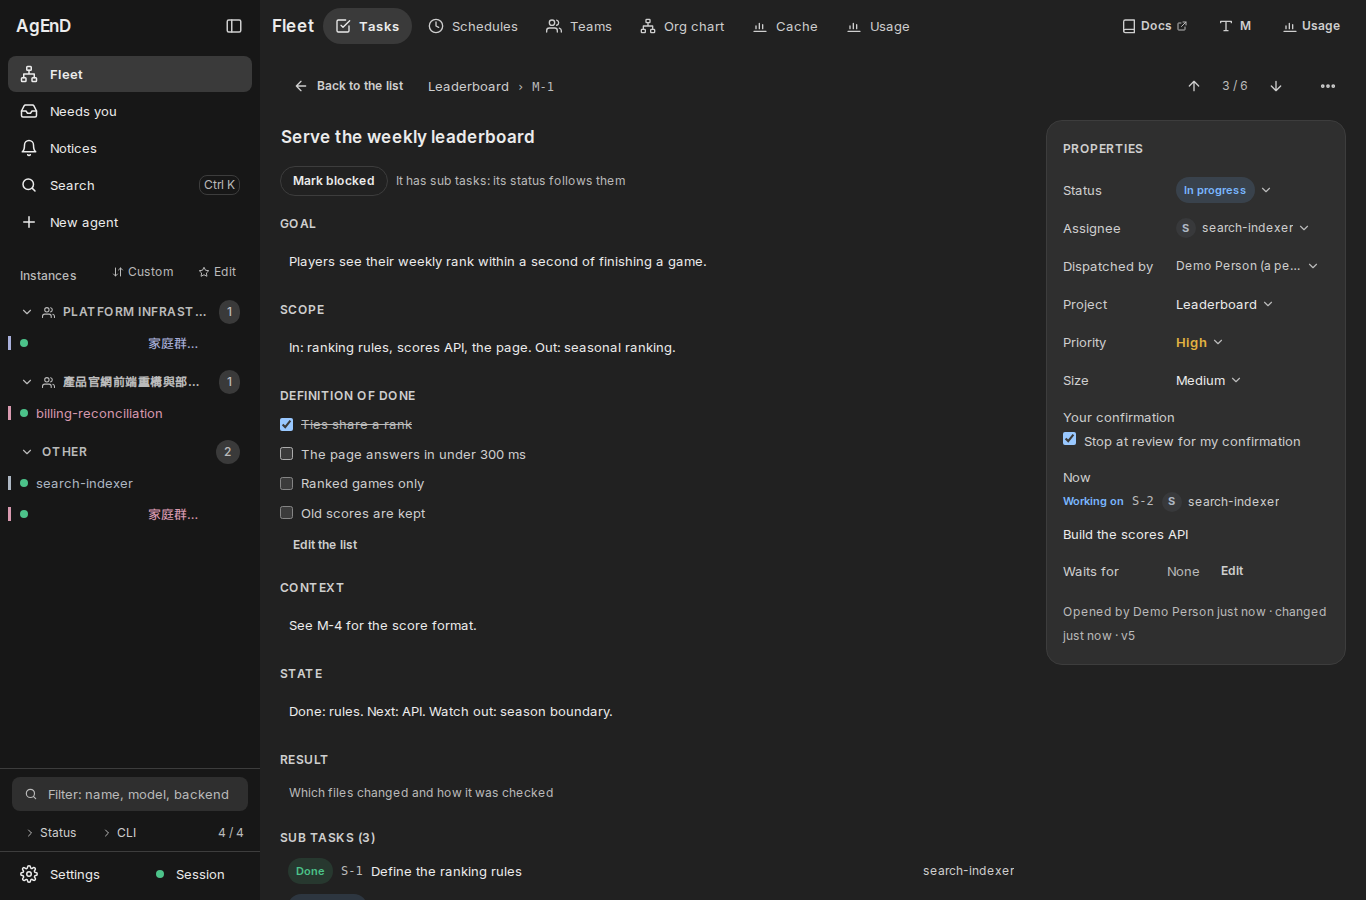 AgEnD
Fleet
Needs you
Notices
Search Ctrl K
New agent
Instances Custom Edit
PLATFORM INFRAST... 1
家庭群...
產品官網前端重構與部... 1
billing-reconciliation
OTHER 2
search-indexer
家庭群...
Filter: name, model, backend
Status CLI 4 / 4
Settings Session
Fleet Tasks Schedules Teams Org chart Cache Usage Docs M Usage
Back to the list Leaderboard › M-1 3 / 6
Serve the weekly leaderboard
Mark blocked It has sub tasks: its status follows them
GOAL
Players see their weekly rank within a second of finishing a game.
SCOPE
In: ranking rules, scores API, the page. Out: seasonal ranking.
DEFINITION OF DONE
Ties share a rank
The page answers in under 300 ms
Ranked games only
Old scores are kept
Edit the list
CONTEXT
See M-4 for the score format.
STATE
Done: rules. Next: API. Watch out: season boundary.
RESULT
Which files changed and how it was checked
SUB TASKS (3)
Done S-1 Define the ranking rules search-indexer
PROPERTIES
Status In progress
Assignee S search-indexer
Dispatched by Demo Person (a pe...
Project Leaderboard
Priority High
Size Medium
Your confirmation
Stop at review for my confirmation
Now
Working on S-2 S search-indexer
Build the scores API
Waits for None Edit
Opened by Demo Person just now · changed
just now · v5